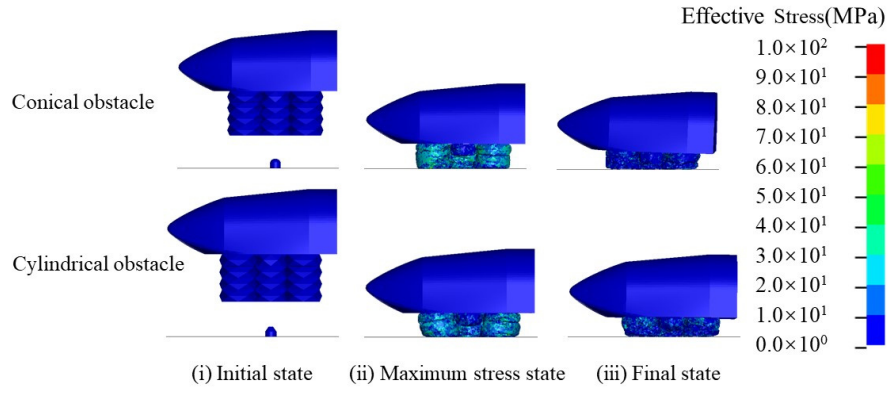 Effective Stress(MPa)
1.0×10²
9.0×10¹
8.0×10¹
7.0×10¹
6.0×10¹
5.0×10¹
4.0×10¹
3.0×10¹
2.0×10¹
1.0×10¹
0.0×10⁰
Conical obstacle
Cylindrical obstacle
(i) Initial state
(ii) Maximum stress state
(iii) Final state